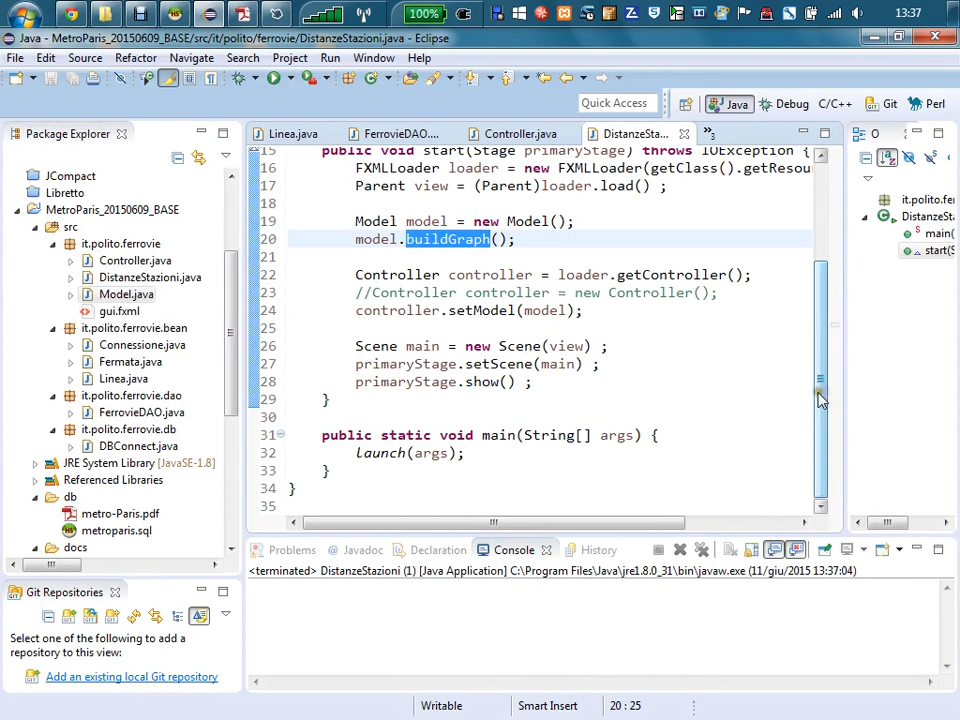 100%
13:37
Java - MetroParis_20150609_BASE/src/it/polito/ferrovie/DistanzeStazioni.java - Eclipse
File Edit Source Refactor Navigate Search Project Run Window Help
Quick Access
Java Debug C/C++ Git Perl
Package Explorer
JCompact
Libretto
MetroParis_20150609_BASE
src
it.polito.ferrovie
Controller.java
DistanzeStazioni.java
Model.java
gui.fxml
it.polito.ferrovie.bean
Connessione.java
Fermata.java
Linea.java
it.polito.ferrovie.dao
FerrovieDAO.java
it.polito.ferrovie.db
DBConnect.java
JRE System Library [JavaSE-1.8]
Referenced Libraries
db
metro-Paris.pdf
metroparis.sql
docs
Git Repositories
Select one of the following to add a
repository to this view:
Add an existing local Git repository
Linea.java FerrovieDAO.... Controller.java DistanzeSta... »3
15 public void start(Stage primaryStage) throws IOException {
16 FXMLLoader loader = new FXMLLoader(getClass().getResou
17 Parent view = (Parent)loader.load() ;
18
19 Model model = new Model();
20 model.buildGraph();
21
22 Controller controller = loader.getController();
23 //Controller controller = new Controller();
24 controller.setModel(model);
25
26 Scene main = new Scene(view) ;
27 primaryStage.setScene(main) ;
28 primaryStage.show() ;
29 }
30
31 public static void main(String[] args) {
32 launch(args);
33 }
34 }
35
O
it.polito.fe
DistanzeSt
main(
start(S
Problems Javadoc Declaration Console History
<terminated> DistanzeStazioni (1) [Java Application] C:\Program Files\Java\jre1.8.0_31\bin\javaw.exe (11/giu/2015 13:37:04)
Writable Smart Insert 20 : 25